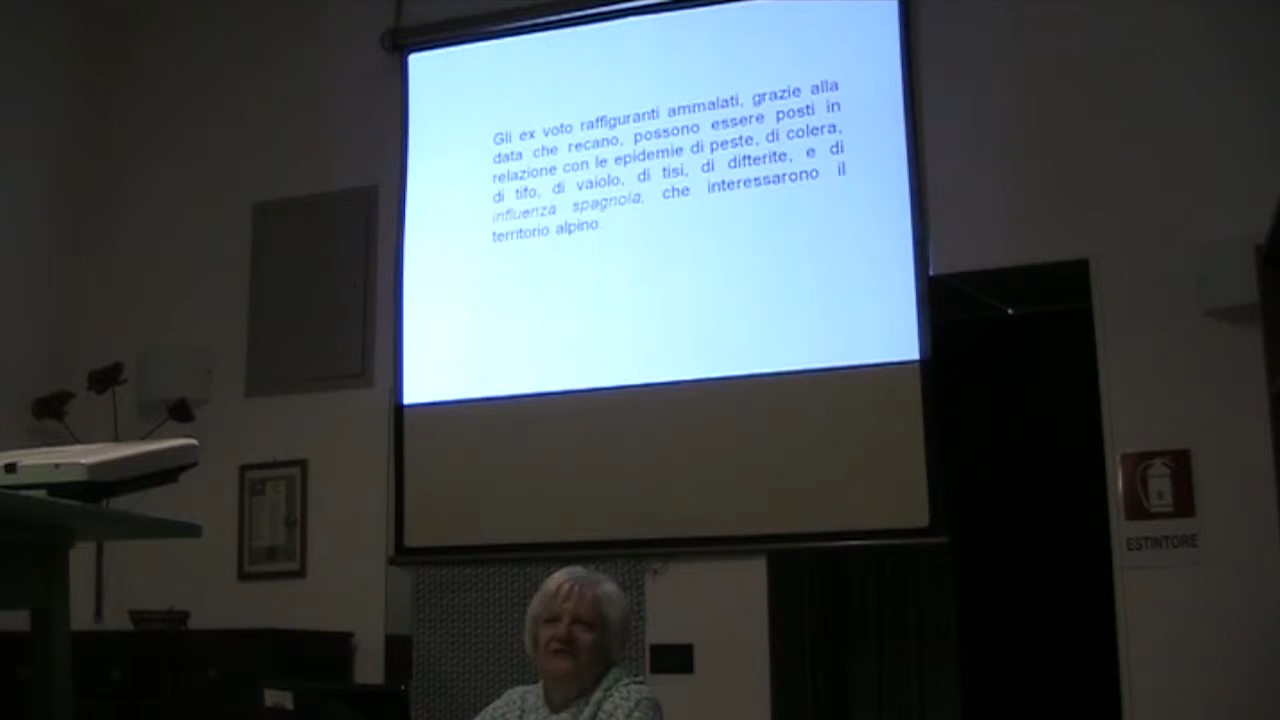 Gli ex voto raffiguranti ammalati, grazie alla
data che recano, possono essere posti in
relazione con le epidemie di peste, di colera,
di tifo, di vaiolo, di tisi, di difterite, e di
influenza spagnola, che interessarono il
territorio alpino
ESTINTORE